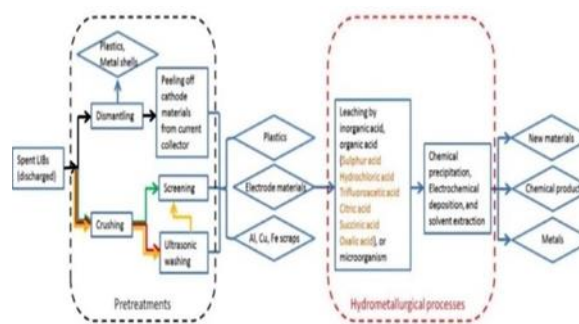 Plastics,
Metal shells
Dismantling
Peeling off
cathode
materials
from current
collector
Spent LIBs
(discharged)
Crushing
Screening
Ultrasonic
washing
Pretreatments
Plastics
Electrode materials
Al, Cu, Fe scraps
Leaching by
inorganic acid,
organic acid
(Sulphur acid
Hydrochloric acid
Trifluoroacetic acid
Citric acid
Succinic acid
Oxalic acid), or
microorganism
Chemical
precipitation,
Electrochemical
deposition, and
solvent extraction
Hydrometallurgical processes
New materials
Chemical product
Metals